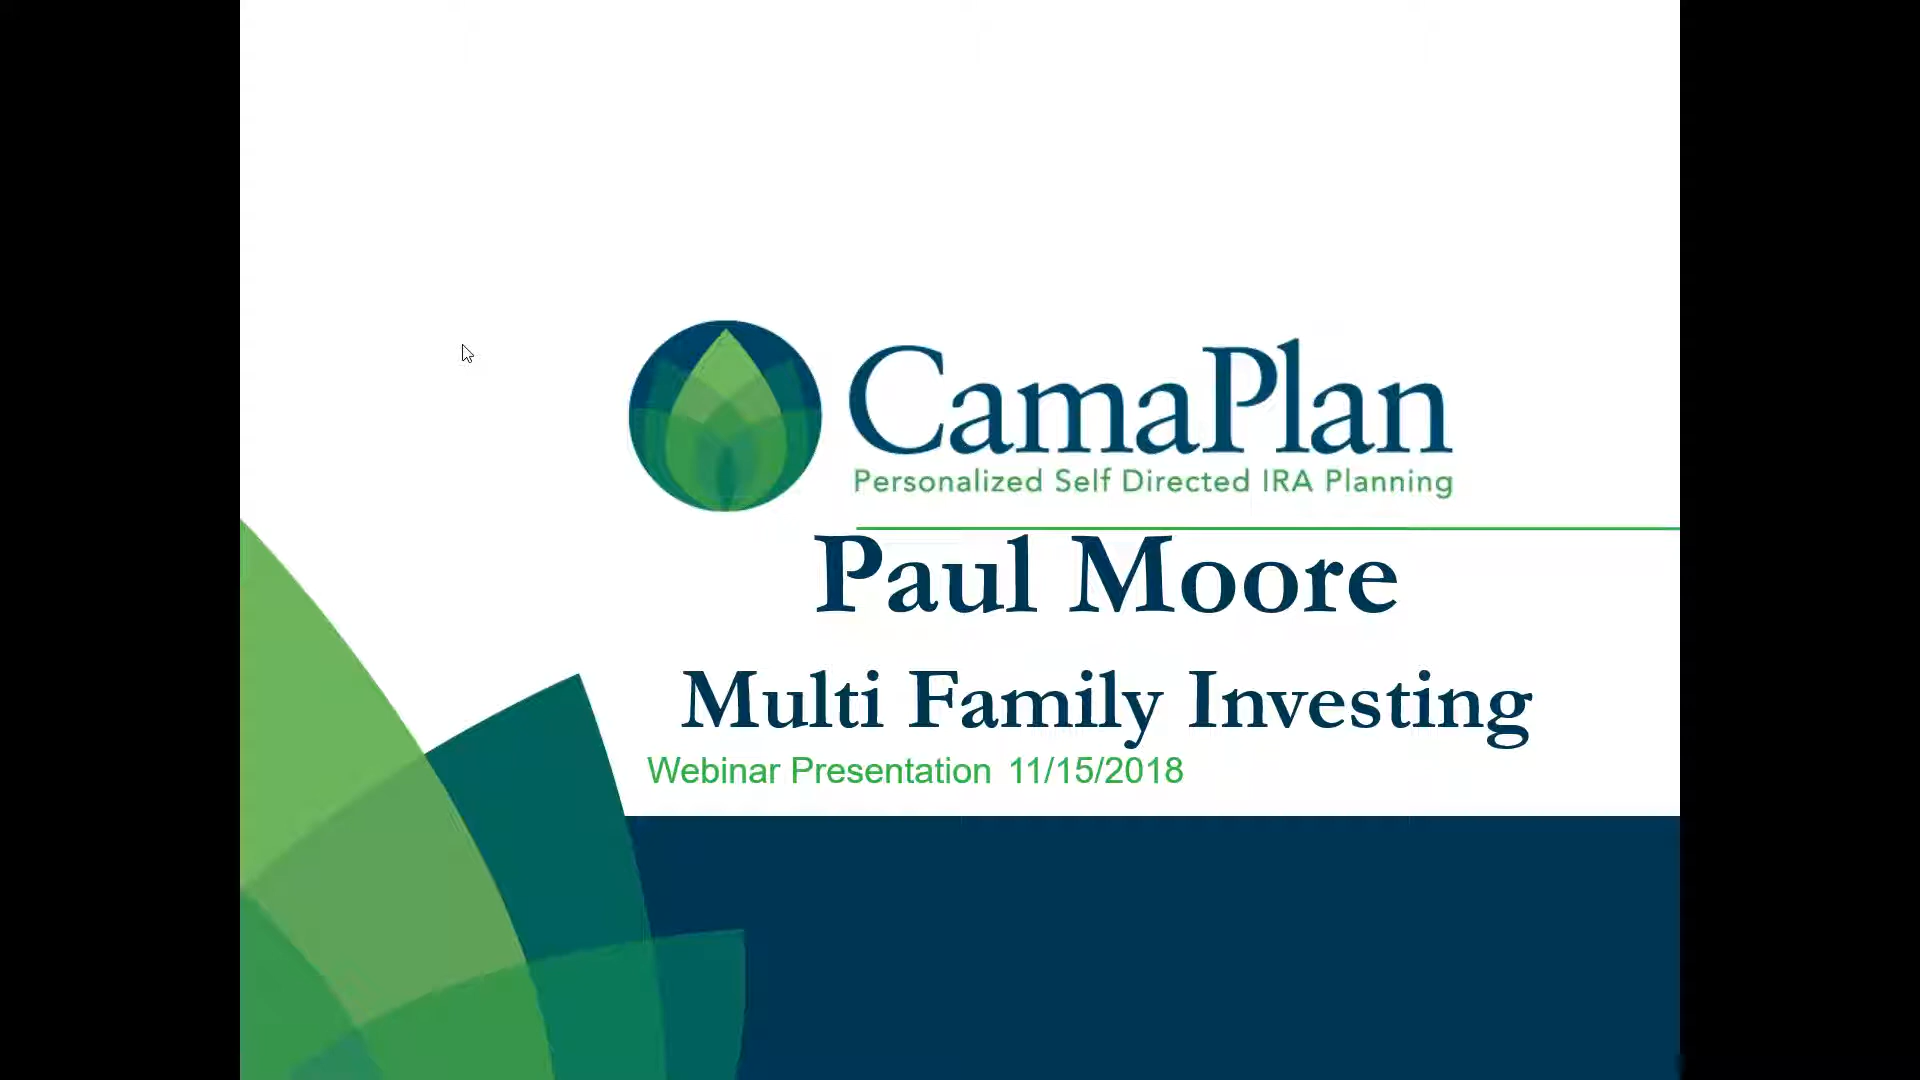 CamaPlan
Personalized Self Directed IRA Planning
Paul Moore
Multi Family Investing
Webinar Presentation 11/15/2018